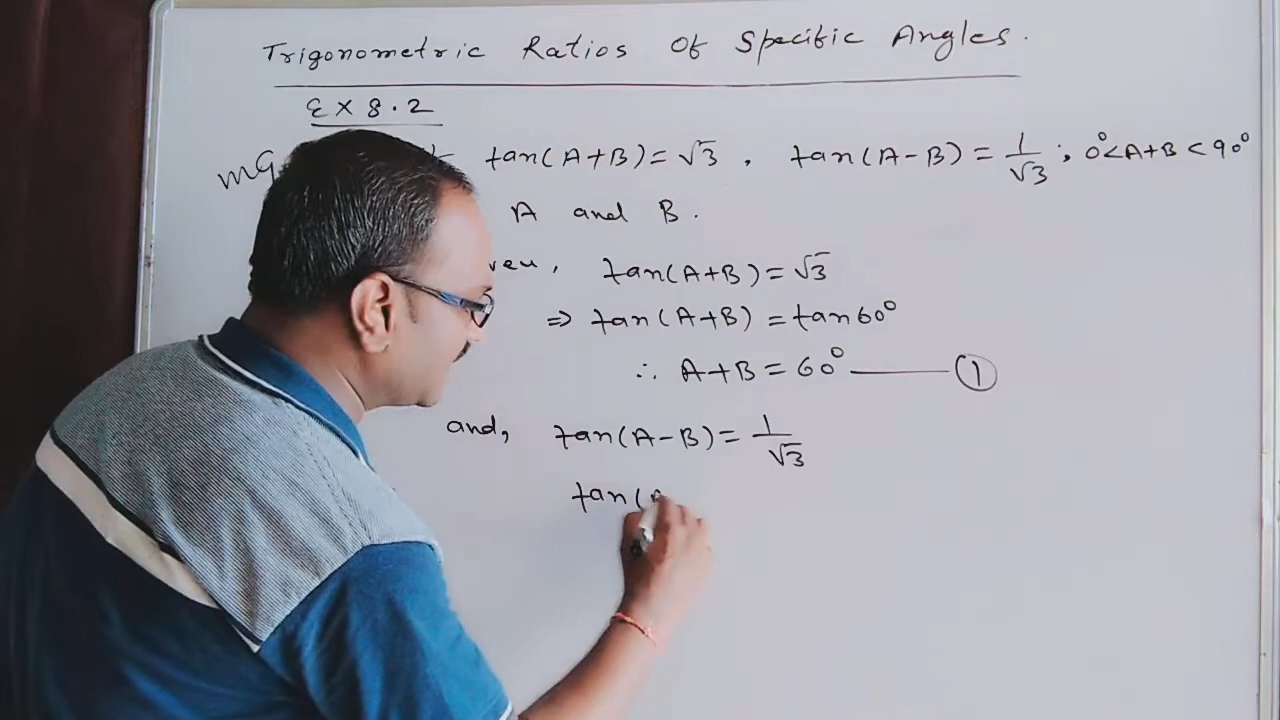 Trigonometric Ratios Of Specific Angles.
Ex 8.2
tan(A+B)=√3 , tan(A-B)=1/√3 ; 0°<A+B<90°
A and B.
tan(A+B)=√3
⇒ tan(A+B)=tan60°
∴ A+B=60° ——— ①
and, tan(A-B)=1/√3
tan(A